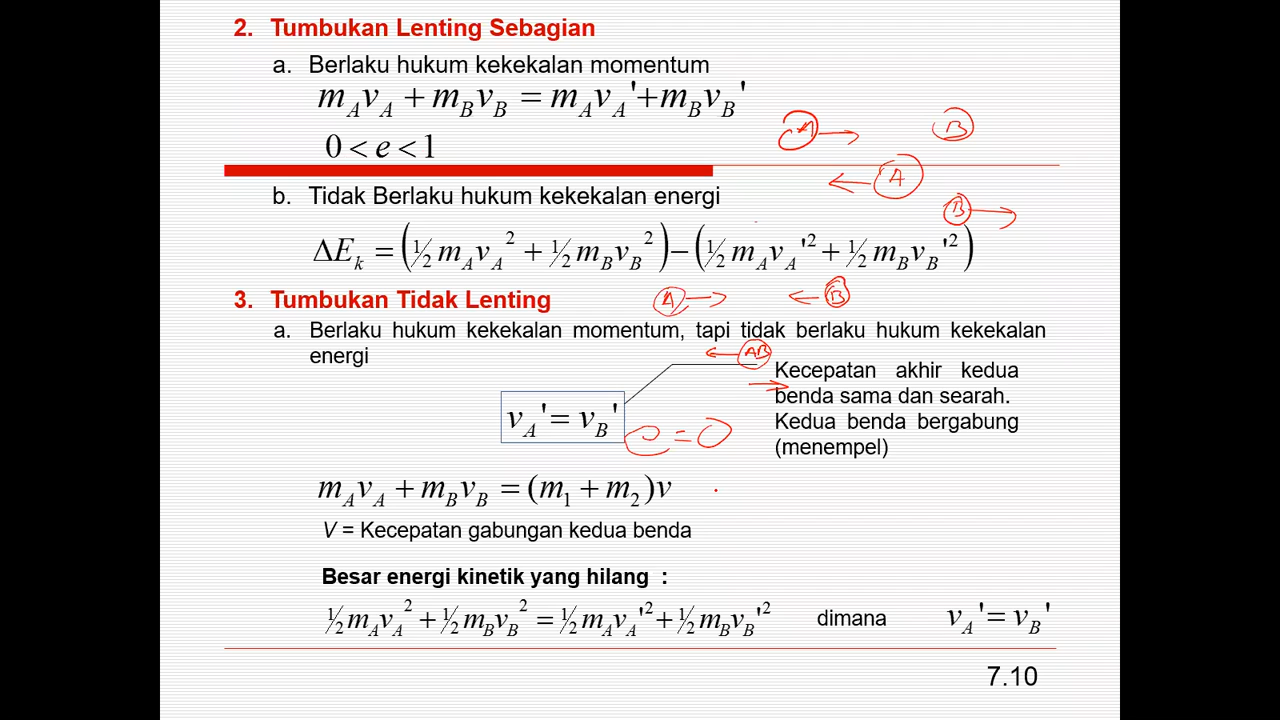 2. Tumbukan Lenting Sebagian
a. Berlaku hukum kekekalan momentum
m_A v_A + m_B v_B = m_A v_A' + m_B v_B'
0 < e < 1
A B
A
B
b. Tidak Berlaku hukum kekekalan energi
ΔE_k = (½ m_A v_A² + ½ m_B v_B²) − (½ m_A v_A'² + ½ m_B v_B'²)
3. Tumbukan Tidak Lenting
A B
a. Berlaku hukum kekekalan momentum, tapi tidak berlaku hukum kekekalan
energi
AB
Kecepatan akhir kedua
benda sama dan searah.
Kedua benda bergabung
(menempel)
v_A' = v_B'
e = 0
m_A v_A + m_B v_B = (m_1 + m_2)v
V = Kecepatan gabungan kedua benda
Besar energi kinetik yang hilang :
½ m_A v_A² + ½ m_B v_B² = ½ m_A v_A'² + ½ m_B v_B'² dimana v_A' = v_B'
7.10